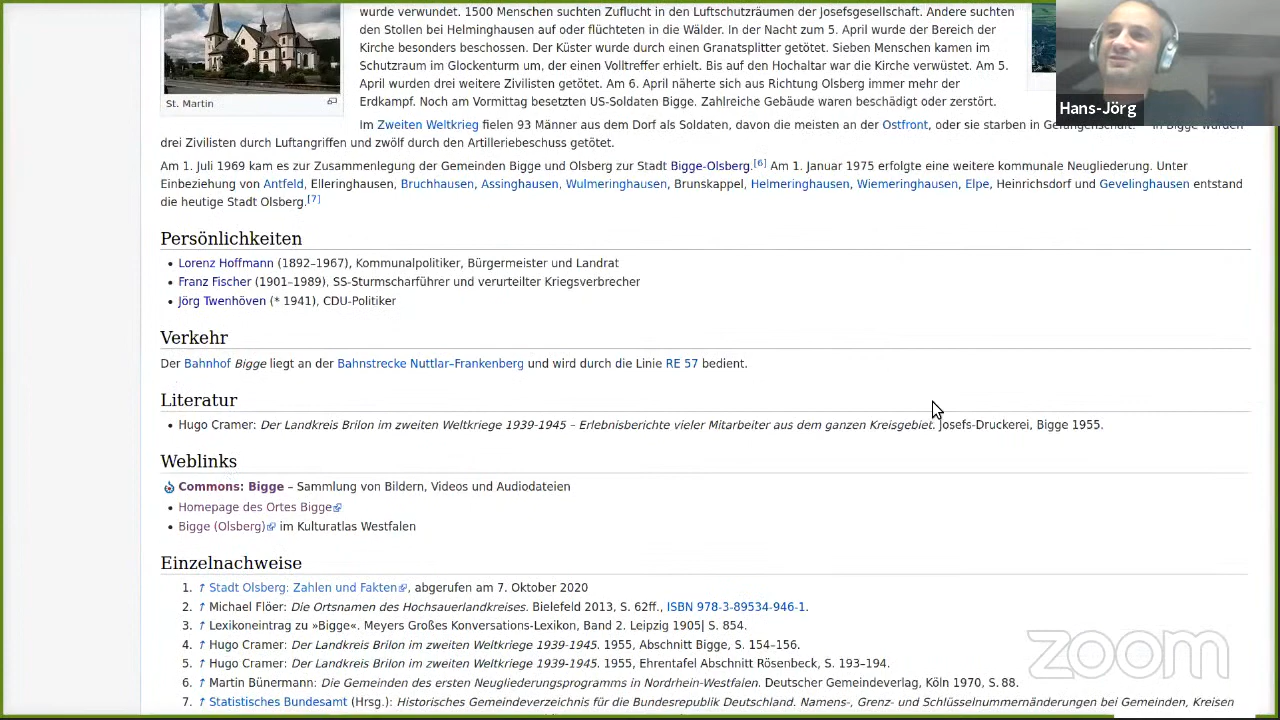 wurde verwundet. 1500 Menschen suchten Zuflucht in den Luftschutzräumen der Josefsgesellschaft. Andere suchten
den Stollen bei Helminghausen auf oder flüchteten in die Wälder. In der Nacht zum 5. April wurde der Bereich der
Kirche besonders beschossen. Der Küster wurde durch einen Granatsplitter getötet. Sieben Menschen kamen im
Schutzraum im Glockenturm um, der einen Volltreffer erhielt. Bis auf den Hochaltar war die Kirche verwüstet. Am 5.
April wurden drei weitere Zivilisten getötet. Am 6. April näherte sich aus Richtung Olsberg immer mehr der
Erdkampf. Noch am Vormittag besetzten US-Soldaten Bigge. Zahlreiche Gebäude waren beschädigt oder zerstört.
St. Martin
Hans-Jörg
Im Zweiten Weltkrieg fielen 93 Männer aus dem Dorf als Soldaten, davon die meisten an der Ostfront, oder sie starben in
drei Zivilisten durch Luftangriffen und zwölf durch den Artilleriebeschuss getötet.
Am 1. Juli 1969 kam es zur Zusammenlegung der Gemeinden Bigge und Olsberg zur Stadt Bigge-Olsberg.[6] Am 1. Januar 1975 erfolgte eine weitere kommunale Neugliederung. Unter
Einbeziehung von Antfeld, Elleringhausen, Bruchhausen, Assinghausen, Wulmeringhausen, Brunskappel, Helmeringhausen, Wiemeringhausen, Elpe, Heinrichsdorf und Gevelinghausen entstand
die heutige Stadt Olsberg.[7]
Persönlichkeiten
• Lorenz Hoffmann (1892–1967), Kommunalpolitiker, Bürgermeister und Landrat
• Franz Fischer (1901–1989), SS-Sturmscharführer und verurteilter Kriegsverbrecher
• Jörg Twenhöven (* 1941), CDU-Politiker
Verkehr
Der Bahnhof Bigge liegt an der Bahnstrecke Nuttlar–Frankenberg und wird durch die Linie RE 57 bedient.
Literatur
• Hugo Cramer: Der Landkreis Brilon im zweiten Weltkriege 1939-1945 – Erlebnisberichte vieler Mitarbeiter aus dem ganzen Kreisgebiet. Josefs-Druckerei, Bigge 1955.
Weblinks
Commons: Bigge – Sammlung von Bildern, Videos und Audiodateien
• Homepage des Ortes Bigge
• Bigge (Olsberg) im Kulturatlas Westfalen
Einzelnachweise
1. ↑ Stadt Olsberg: Zahlen und Fakten, abgerufen am 7. Oktober 2020
2. ↑ Michael Flöer: Die Ortsnamen des Hochsauerlandkreises. Bielefeld 2013, S. 62ff., ISBN 978-3-89534-946-1.
3. ↑ Lexikoneintrag zu »Bigge«. Meyers Großes Konversations-Lexikon, Band 2. Leipzig 1905| S. 854.
4. ↑ Hugo Cramer: Der Landkreis Brilon im zweiten Weltkriege 1939-1945. 1955, Abschnitt Bigge, S. 154–156.
5. ↑ Hugo Cramer: Der Landkreis Brilon im zweiten Weltkriege 1939-1945. 1955, Ehrentafel Abschnitt Rösenbeck, S. 193–194.
6. ↑ Martin Bünermann: Die Gemeinden des ersten Neugliederungsprogramms in Nordrhein-Westfalen. Deutscher Gemeindeverlag, Köln 1970, S. 88.
7. ↑ Statistisches Bundesamt (Hrsg.): Historisches Gemeindeverzeichnis für die Bundesrepublik Deutschland. Namens-, Grenz- und Schlüsselnummernänderungen bei Gemeinden, Kreisen
zoom